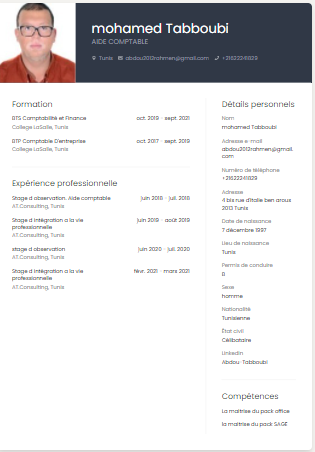 mohamed Tabboubi
AIDE COMPTABLE
Tunis abdou2012rahmen@gmail.com +21622241829
Formation
BTS Comptabilité et Finance oct. 2019 - sept. 2021
College LaSalle, Tunis
BTP Comptable D'entreprise oct. 2017 - sept. 2019
College LaSalle, Tunis
Expérience professionnelle
Stage d observation. Aide comptable juin 2018 - juil. 2018
AT.Consulting, Tunis
Stage d intégration a la vie juin 2019 - août 2019
professionnelle
AT.Consulting, Tunis
stage d observation juin 2020 - juil. 2020
AT.Consulting, Tunis
Stage d intégration a la vie févr. 2021 - mars 2021
professionnelle
AT.Consulting, Tunis
Détails personnels
Nom
mohamed Tabboubi
Adresse e-mail
abdou2012rahmen@gmail.
com
Numéro de téléphone
+21622241829
Adresse
4 bis rue d'italie ben arous
2013 Tunis
Date de naissance
7 décembre 1997
Lieu de naissance
Tunis
Permis de conduire
B
Sexe
homme
Nationalité
Tunisienne
État civil
Célibataire
LinkedIn
Abdou Tabboubi
Compétences
La maîtrise du pack office
la maîtrise du pack SAGE